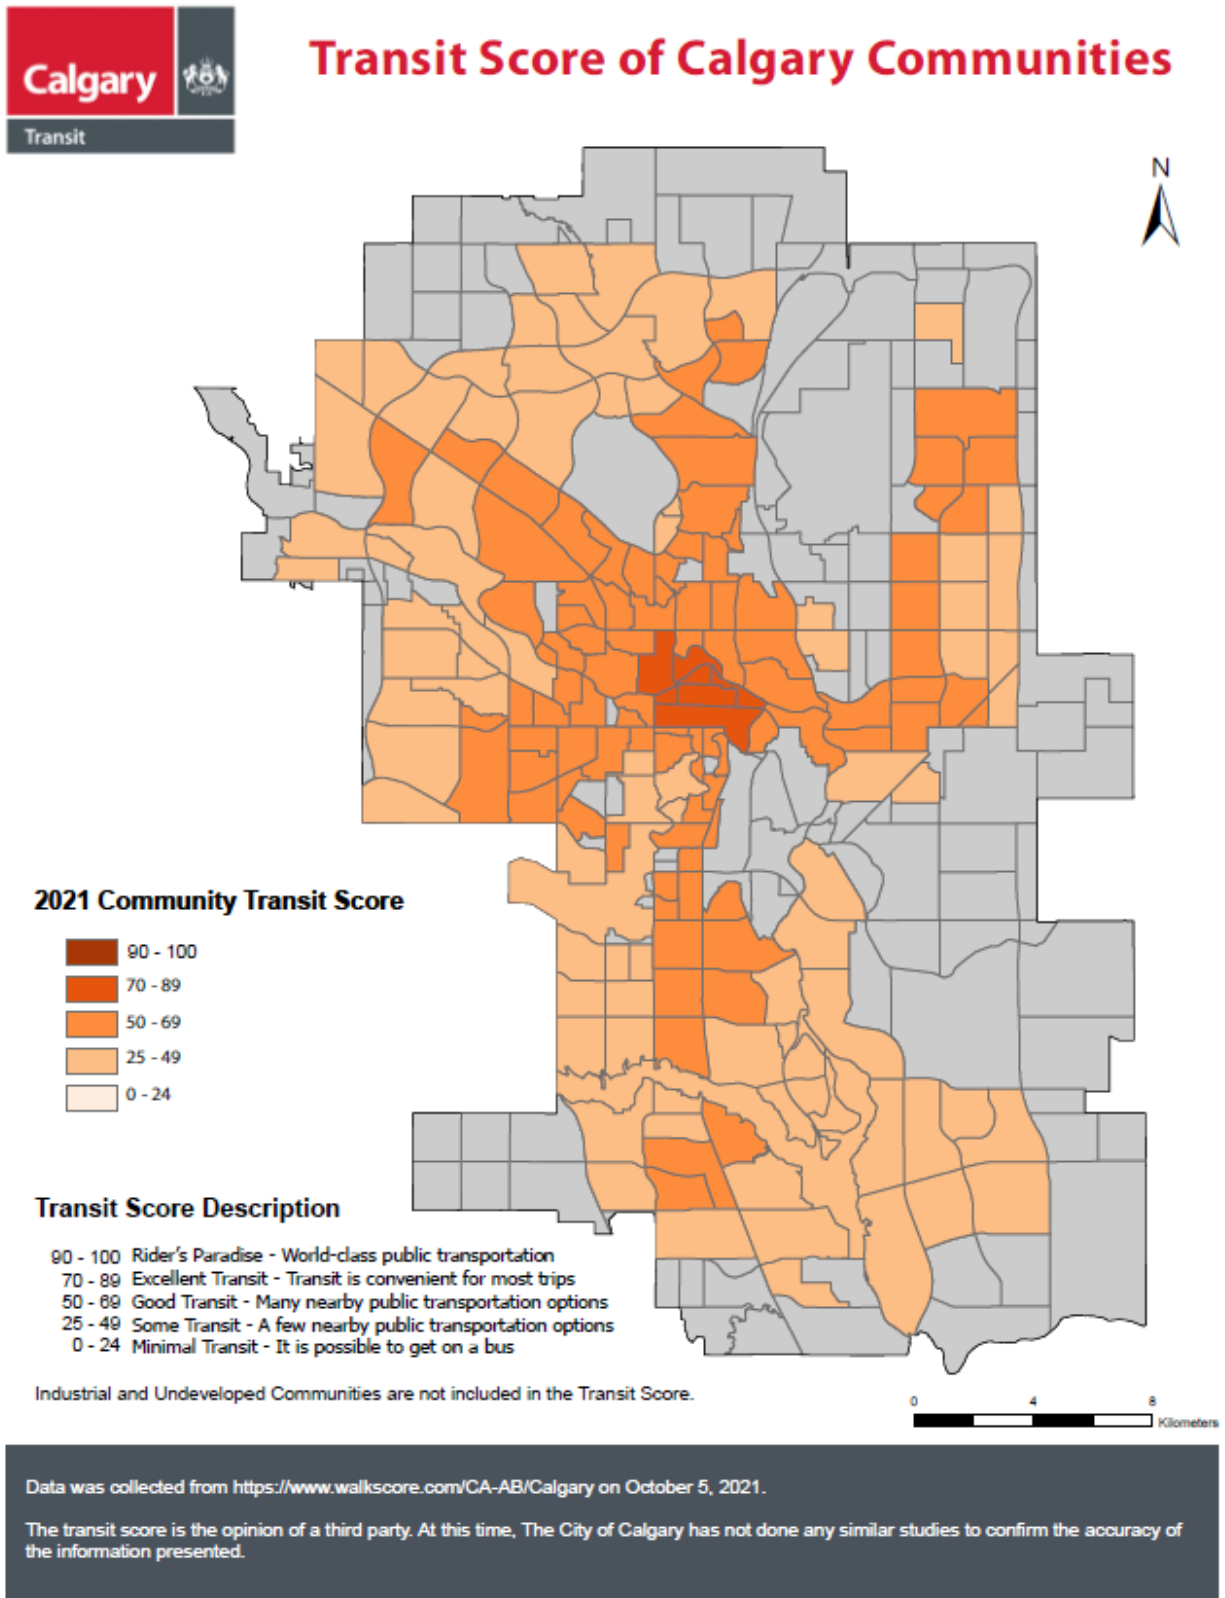 Calgary
Transit
Transit Score of Calgary Communities
N
2021 Community Transit Score
90 - 100
70 - 89
50 - 69
25 - 49
0 - 24
Transit Score Description
90 - 100 Rider's Paradise - World-class public transportation
70 - 89 Excellent Transit - Transit is convenient for most trips
50 - 69 Good Transit - Many nearby public transportation options
25 - 49 Some Transit - A few nearby public transportation options
0 - 24 Minimal Transit - It is possible to get on a bus
Industrial and Undeveloped Communities are not included in the Transit Score.
0 4 8
Kilometers
Data was collected from https://www.walkscore.com/CA-AB/Calgary on October 5, 2021.
The transit score is the opinion of a third party. At this time, The City of Calgary has not done any similar studies to confirm the accuracy of
the information presented.